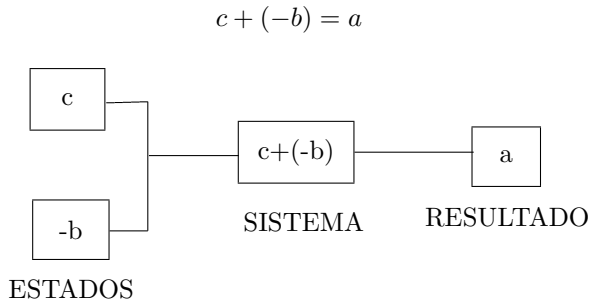 c + (−b) = a
c
c+(-b)
a
-b
SISTEMA
RESULTADO
ESTADOS